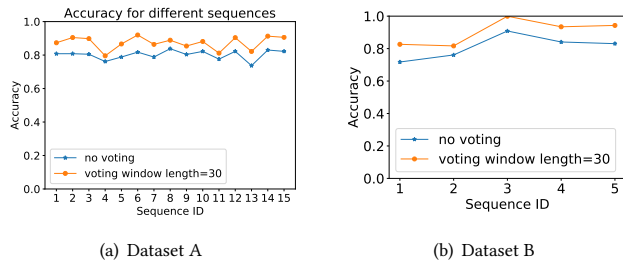 Accuracy for different sequences
1.0
0.8
0.6
0.4
0.2
0.0
Accuracy
no voting
voting window length=30
1 2 3 4 5 6 7 8 9 10 11 12 13 14 15
Sequence ID
(a) Dataset A
1.0
0.8
0.6
0.4
0.2
0.0
Accuracy
no voting
voting window length=30
1 2 3 4 5
Sequence ID
(b) Dataset B